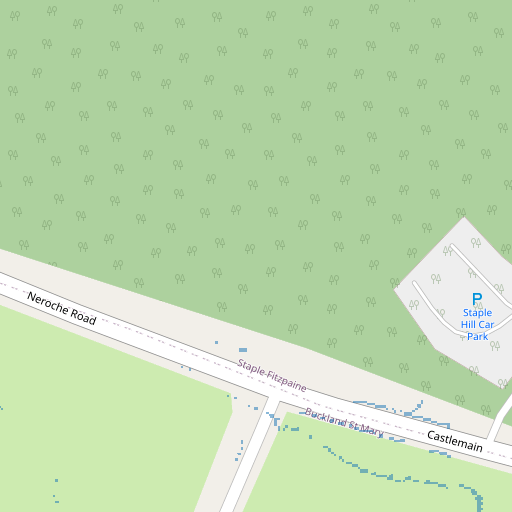 P
Staple
Hill Car
Park
Neroche Road
Staple Fitzpaine
Buckland St Mary
Castlemain